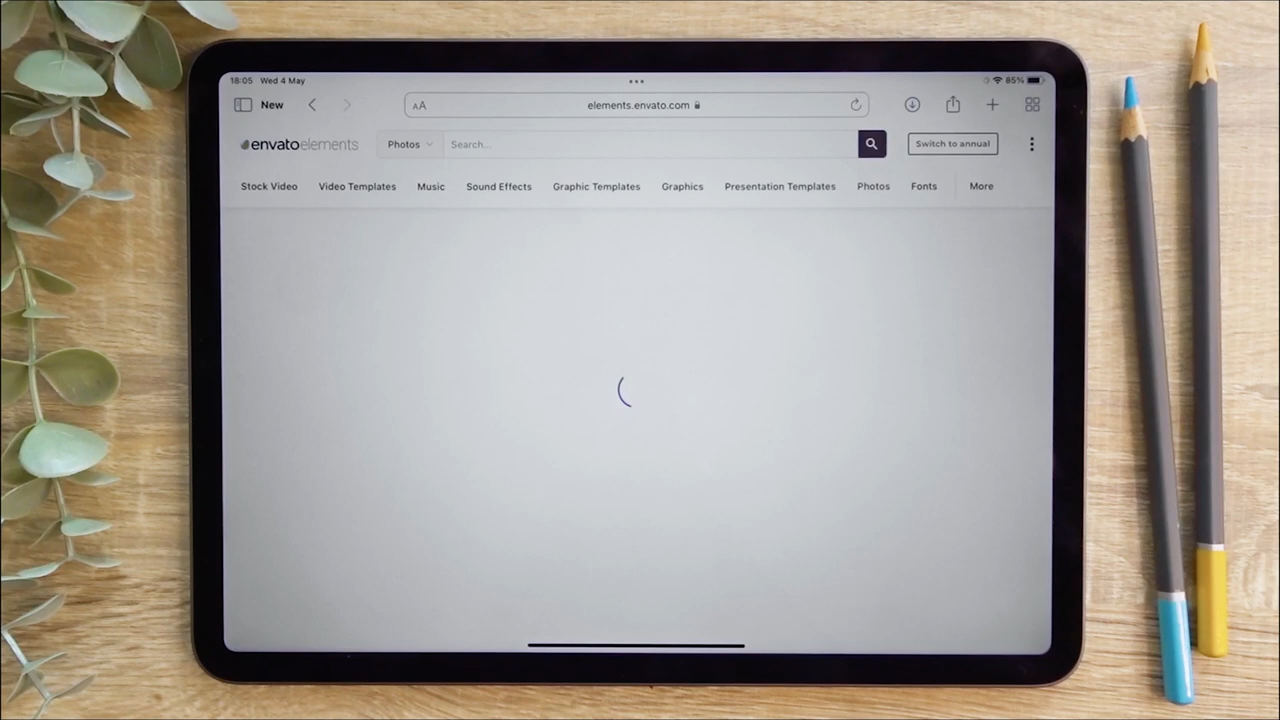 18:05 Wed 4 May 85%
New AA elements.envato.com
envatoelements Photos Search... Switch to annual
Stock Video Video Templates Music Sound Effects Graphic Templates Graphics Presentation Templates Photos Fonts More